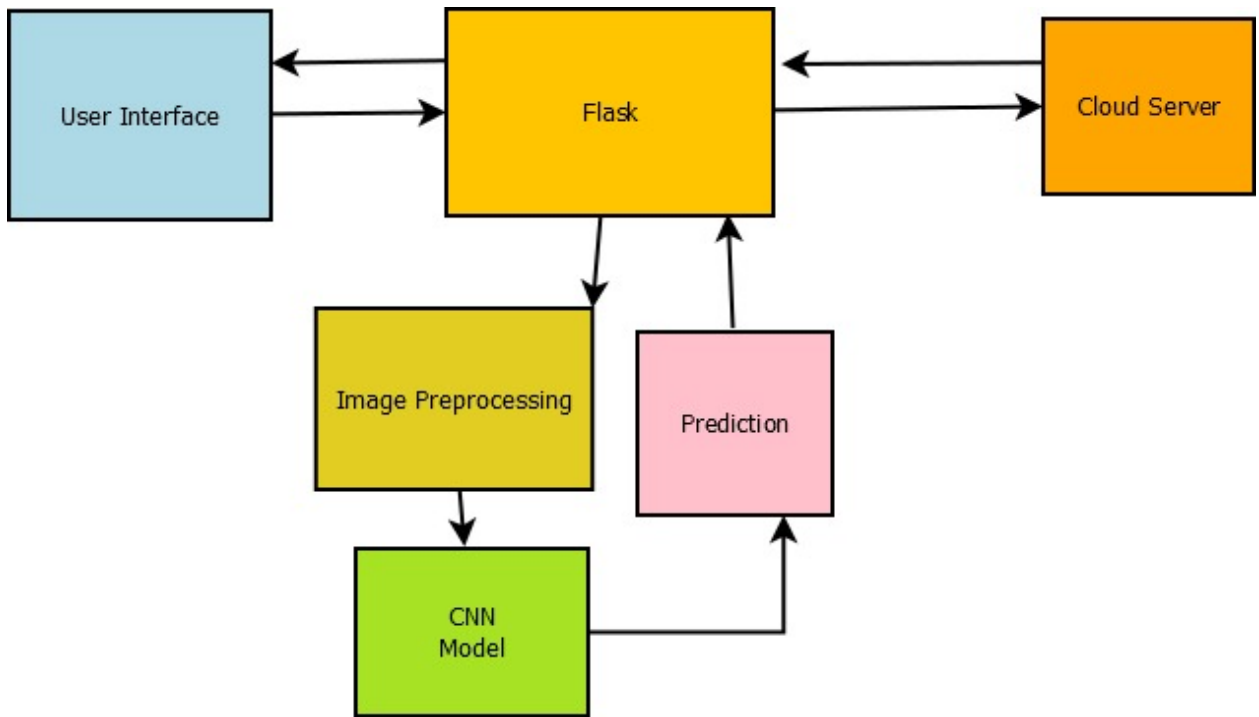 User Interface
Flask
Cloud Server
Image Preprocessing
Prediction
CNN
Model